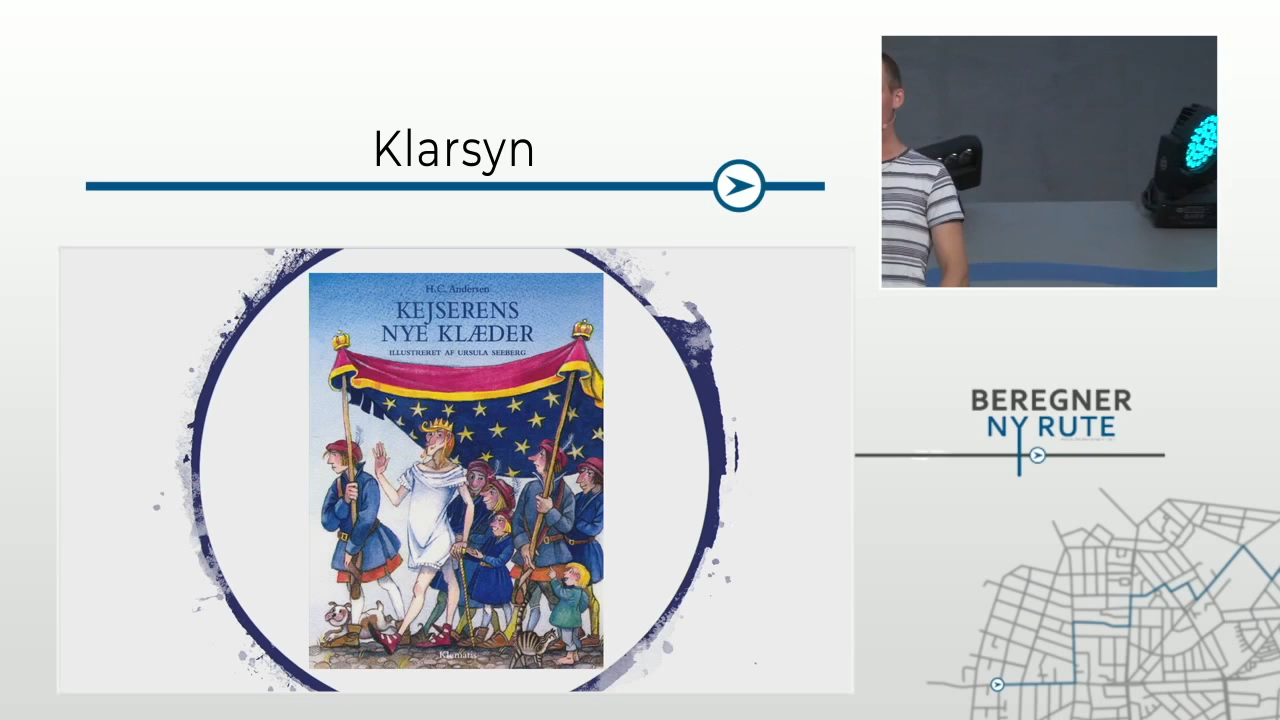 Klarsyn
H.C. Andersen
KEJSERENS
NYE KLÆDER
ILLUSTRERET AF URSULA SEEBERG
Klematis
BEREGNER
NY RUTE